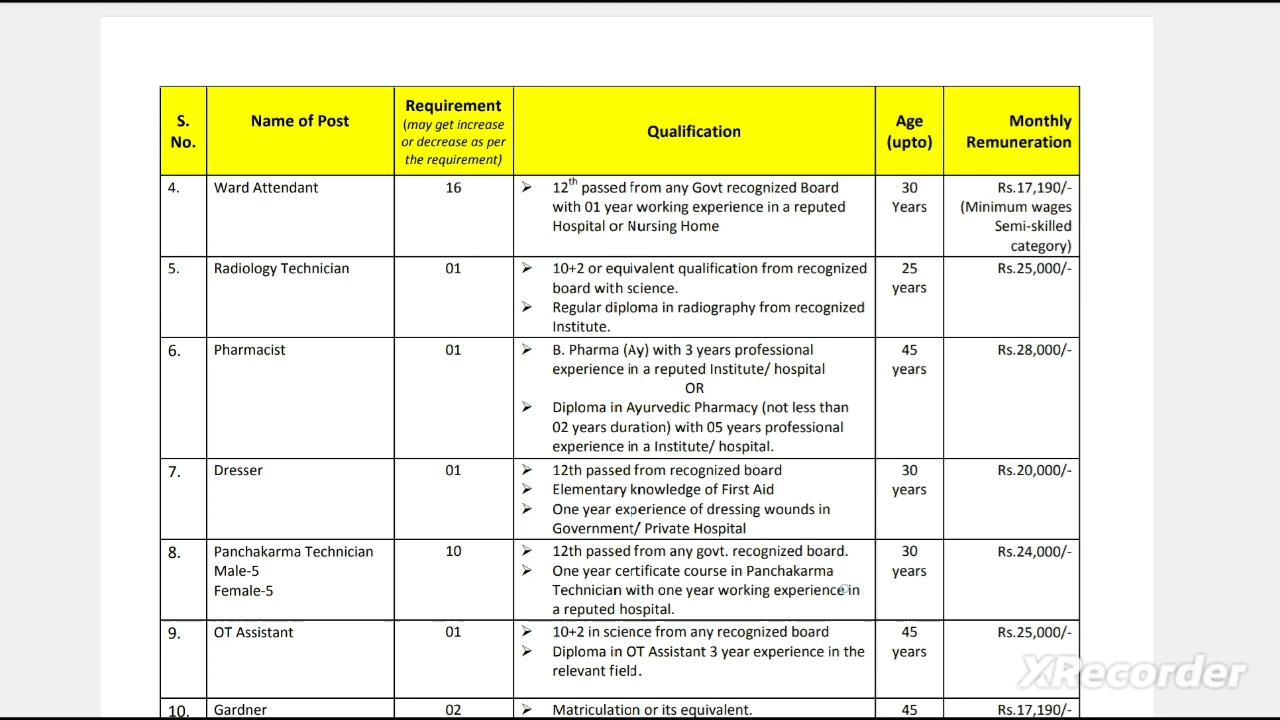 S. No. Name of Post Requirement (may get increase or decrease as per the requirement) Qualification Age (upto) Monthly Remuneration
4. Ward Attendant 16 ➢ 12th passed from any Govt recognized Board 30 Rs.17,190/-
with 01 year working experience in a reputed Years (Minimum wages
Hospital or Nursing Home Semi-skilled
category)
5. Radiology Technician 01 ➢ 10+2 or equivalent qualification from recognized 25 Rs.25,000/-
board with science. years
➢ Regular diploma in radiography from recognized
Institute.
6. Pharmacist 01 ➢ B. Pharma (Ay) with 3 years professional 45 Rs.28,000/-
experience in a reputed Institute/ hospital years
OR
➢ Diploma in Ayurvedic Pharmacy (not less than
02 years duration) with 05 years professional
experience in a Institute/ hospital.
7. Dresser 01 ➢ 12th passed from recognized board 30 Rs.20,000/-
➢ Elementary knowledge of First Aid years
➢ One year experience of dressing wounds in
Government/ Private Hospital
8. Panchakarma Technician 10 ➢ 12th passed from any govt. recognized board. 30 Rs.24,000/-
Male-5 ➢ One year certificate course in Panchakarma years
Female-5 Technician with one year working experience in
a reputed hospital.
9. OT Assistant 01 ➢ 10+2 in science from any recognized board 45 Rs.25,000/-
➢ Diploma in OT Assistant 3 year experience in the years
relevant field.
XRecorder
10. Gardner 02 ➢ Matriculation or its equivalent. 45 Rs.17,190/-